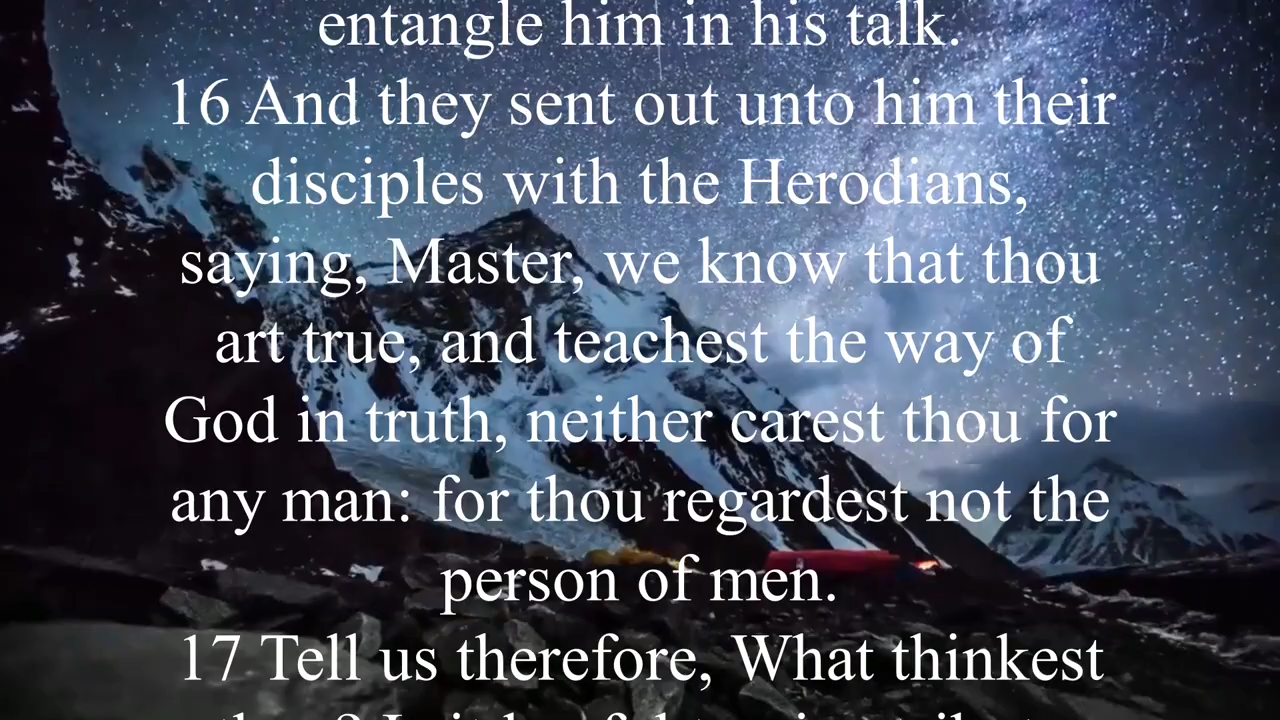 entangle him in his talk.
16 And they sent out unto him their
disciples with the Herodians,
saying, Master, we know that thou
art true, and teachest the way of
God in truth, neither carest thou for
any man: for thou regardest not the
person of men.
17 Tell us therefore, What thinkest